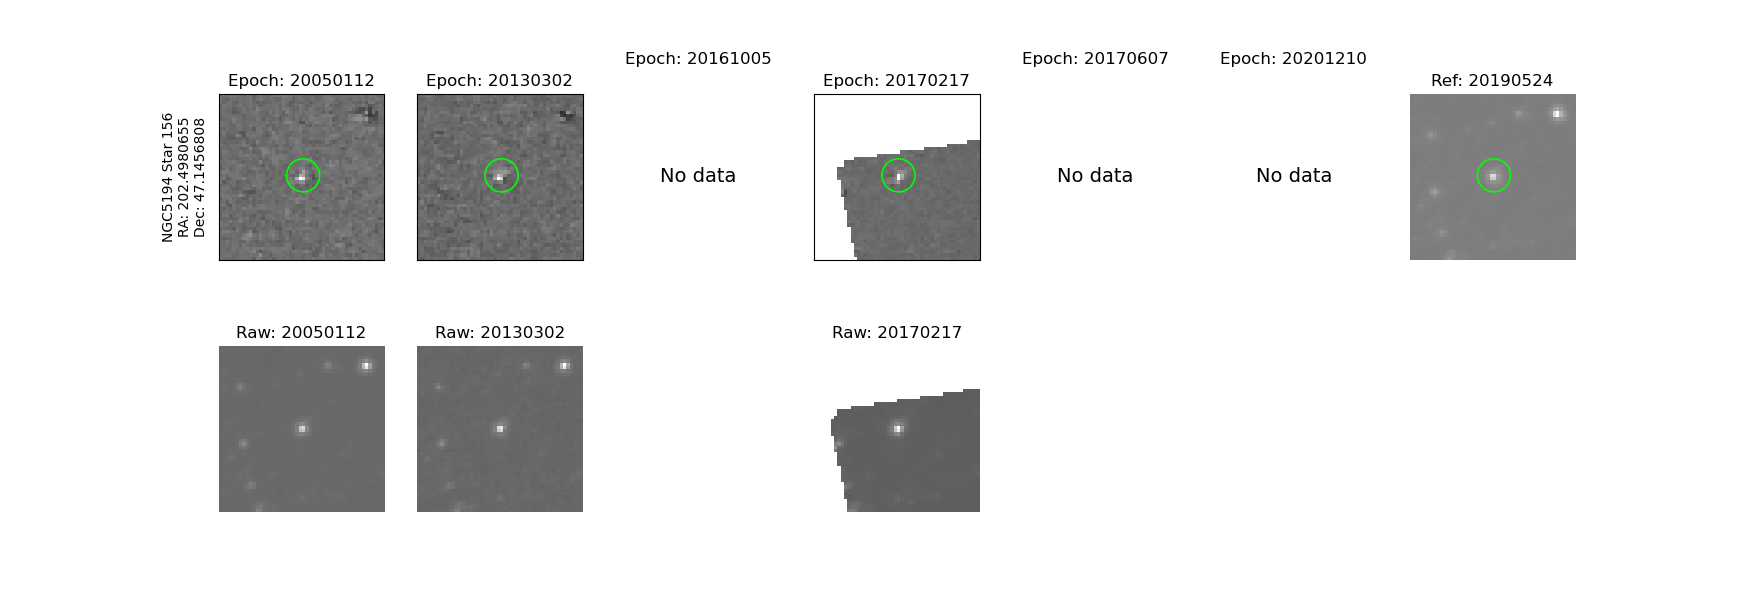 Epoch: 20050112
Epoch: 20130302
Epoch: 20161005
Epoch: 20170217
Epoch: 20170607
Epoch: 20201210
Ref: 20190524
NGC5194 Star 156
RA: 202.4980655
Dec: 47.1456808
No data
No data
No data
Raw: 20050112
Raw: 20130302
Raw: 20170217